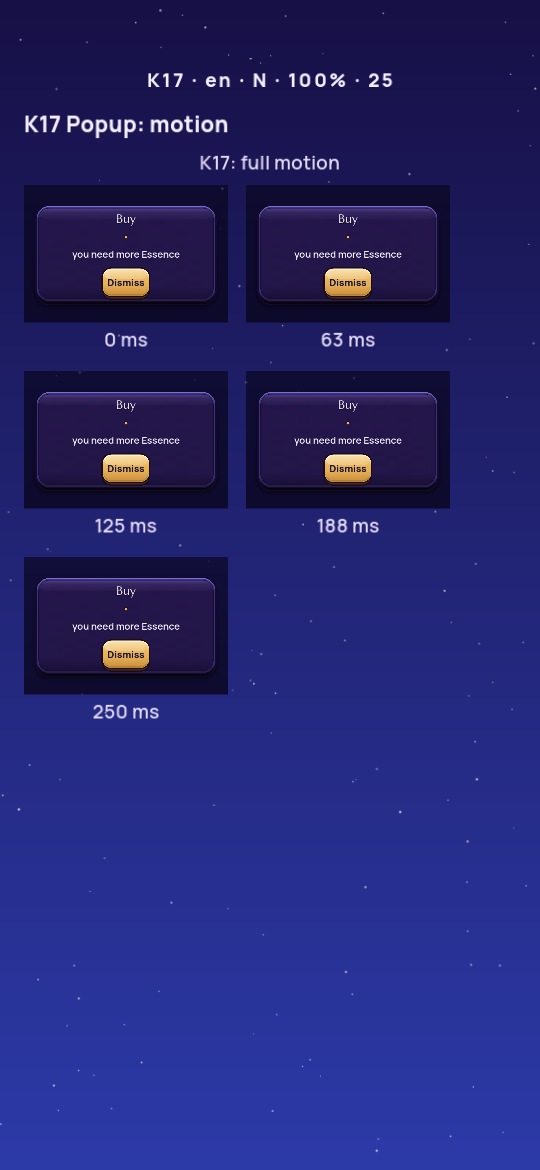 K17 · en · N · 100% · 25
K17 Popup: motion
K17: full motion
Buy
you need more Essence
Dismiss
0 ms
Buy
you need more Essence
Dismiss
63 ms
Buy
you need more Essence
Dismiss
125 ms
Buy
you need more Essence
Dismiss
188 ms
Buy
you need more Essence
Dismiss
250 ms